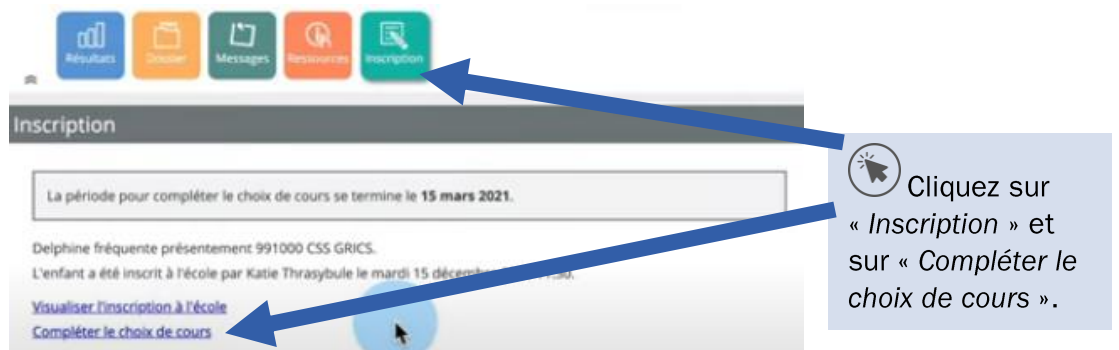 Résultats
Dossier
Messages
Ressources
Inscription
Inscription
La période pour compléter le choix de cours se termine le 15 mars 2021.
Delphine fréquente présentement 991000 CSS GRICS.
L'enfant a été inscrit à l'école par Katie Thrasybule le mardi 15 décembre
Visualiser l'inscription à l'école
Compléter le choix de cours
Cliquez sur
« Inscription » et
sur « Compléter le
choix de cours ».